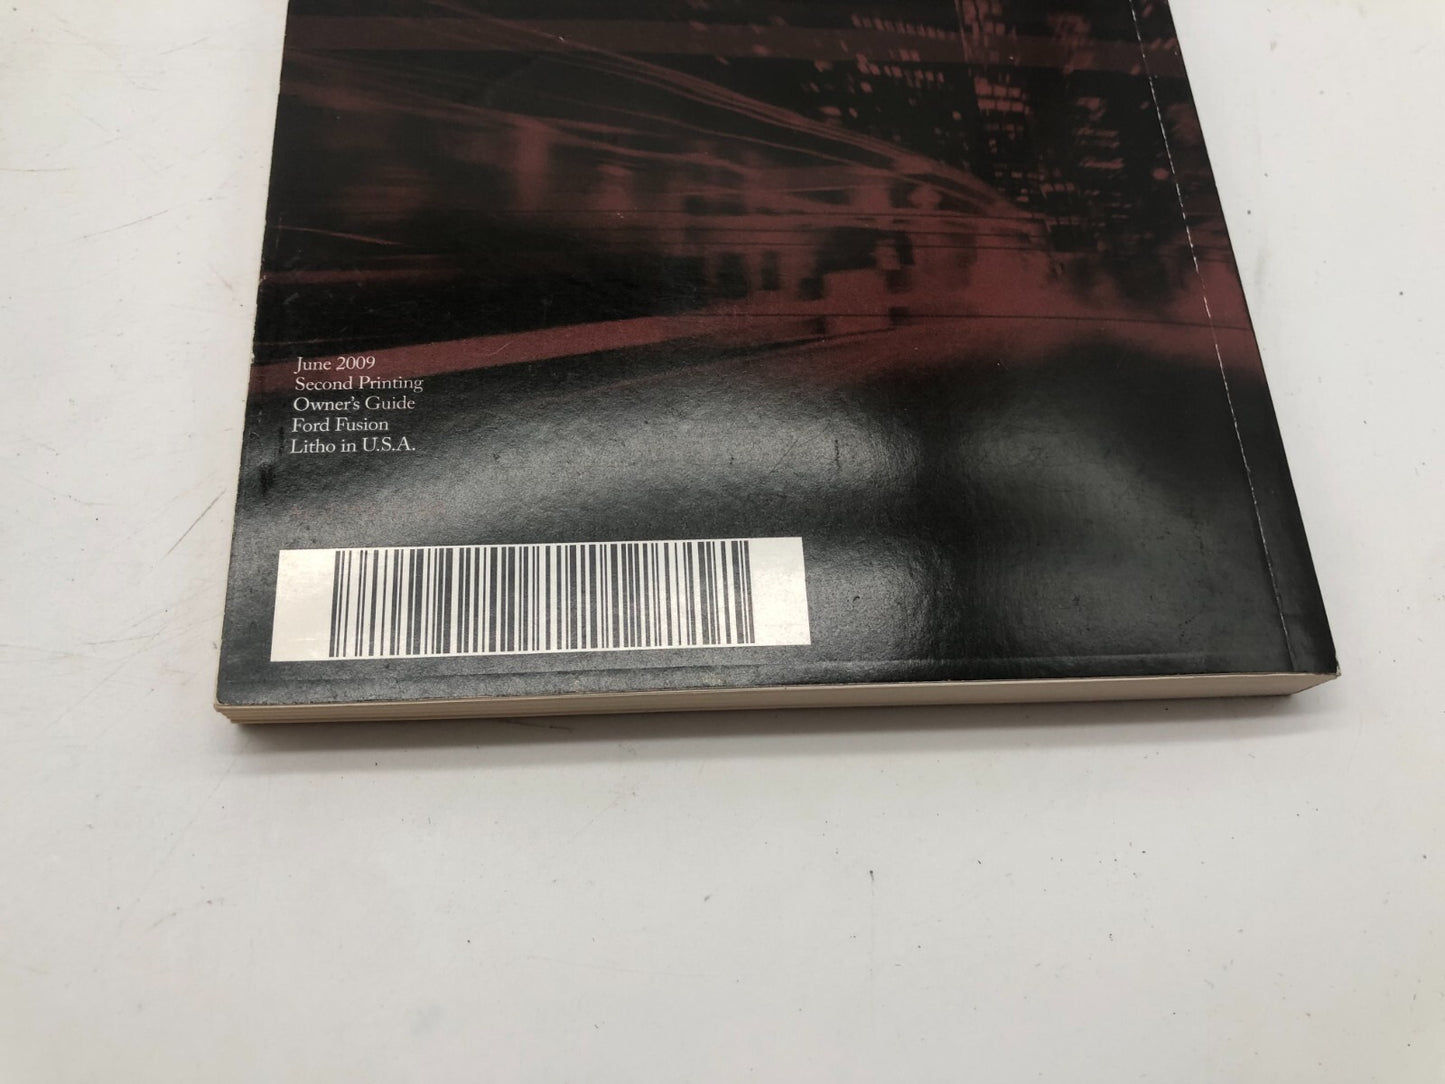 June 2009
Second Printing
Owner's Guide
Ford Fusion
Litho in U.S.A.